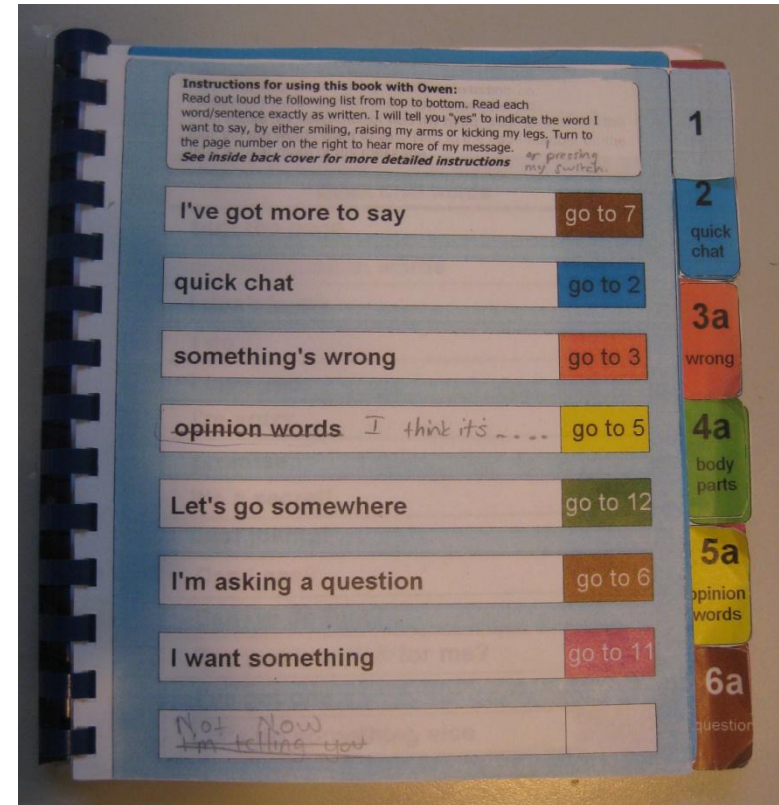 Instructions for using this book with Owen:
Read out loud the following list from top to bottom. Read each
word/sentence exactly as written. I will tell you "yes" to indicate the word I
want to say, by either smiling, raising my arms or kicking my legs. Turn to
the page number on the right to hear more of my message.
or pressing
my switch.
See inside back cover for more detailed instructions
I've got more to say go to 7
quick chat go to 2
something's wrong go to 3
opinion words I think it's .... go to 5
Let's go somewhere go to 12
I'm asking a question go to 6
I want something go to 11
Not Now
I'm telling you
1
2
quick
chat
3a
wrong
4a
body
parts
5a
opinion
words
6a
question